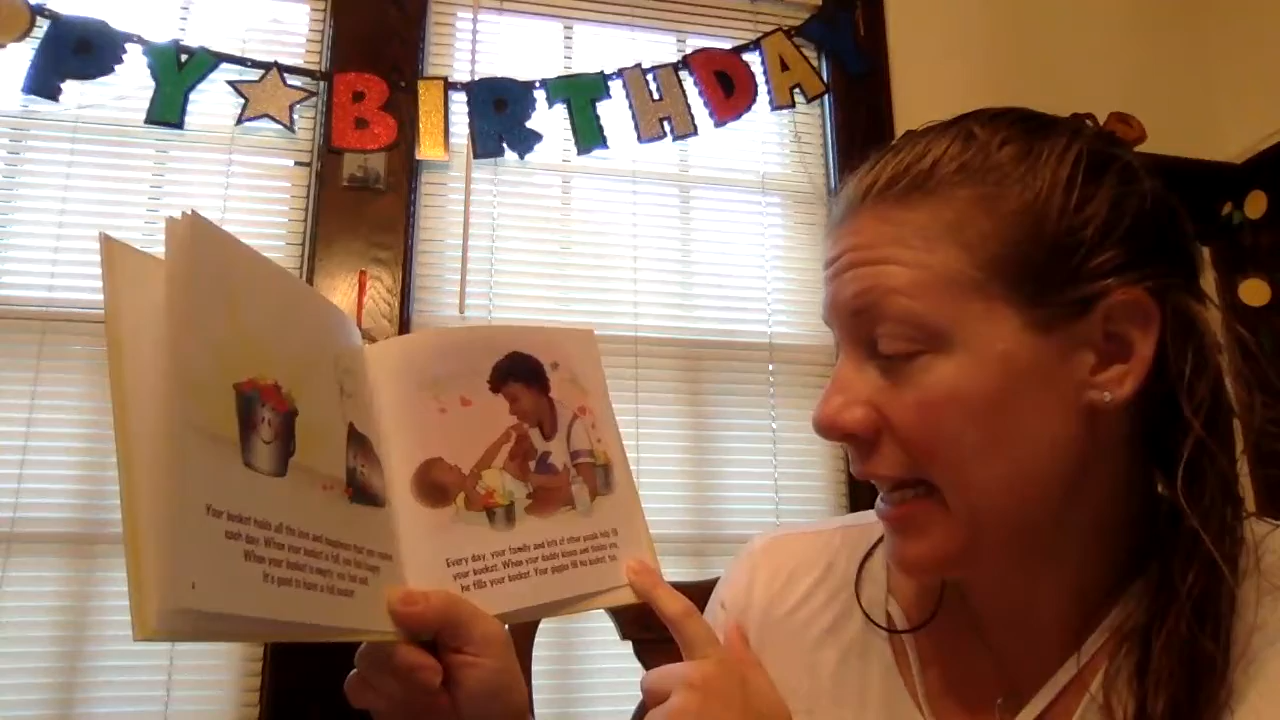 PY BIRTHDAY
Your bucket holds all the love and happiness that you receive
each day. When your bucket is full, you feel happy.
When your bucket is empty, you feel sad.
It's good to have a full bucket.
Every day, your family and lots of other people help fill
your bucket. When your daddy kisses and tickles you,
he fills your bucket. Your giggles fill his bucket, too.